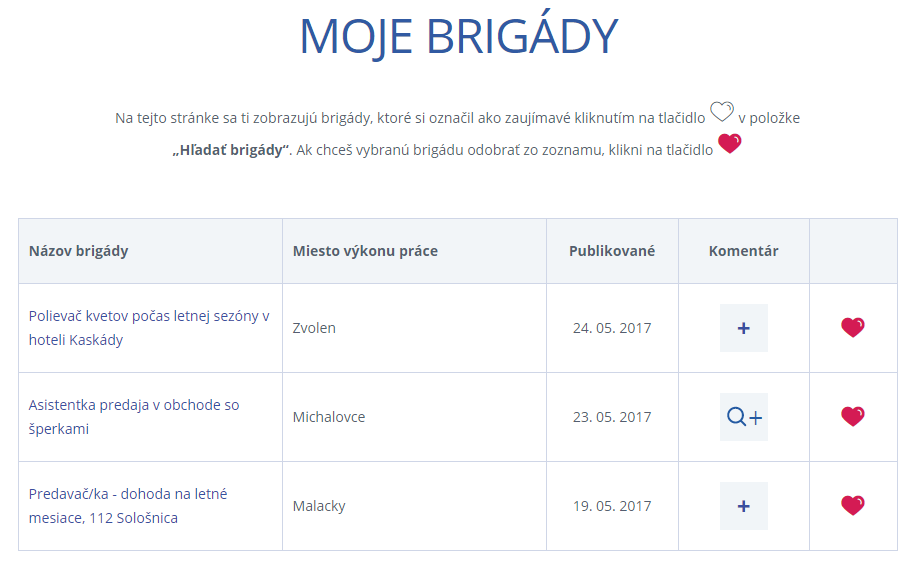 MOJE BRIGÁDY
Na tejto stránke sa ti zobrazujú brigády, ktoré si označil ako zaujímavé kliknutím na tlačidlo v položke
„Hľadať brigády“. Ak chceš vybranú brigádu odobrať zo zoznamu, klikni na tlačidlo
Názov brigády Miesto výkonu práce Publikované Komentár
Polievač kvetov počas letnej sezóny v
hoteli Kaskády
Zvolen 24. 05. 2017 +
Asistentka predaja v obchode so
šperkami
Michalovce 23. 05. 2017 +
Predavač/ka - dohoda na letné
mesiace, 112 Sološnica
Malacky 19. 05. 2017 +